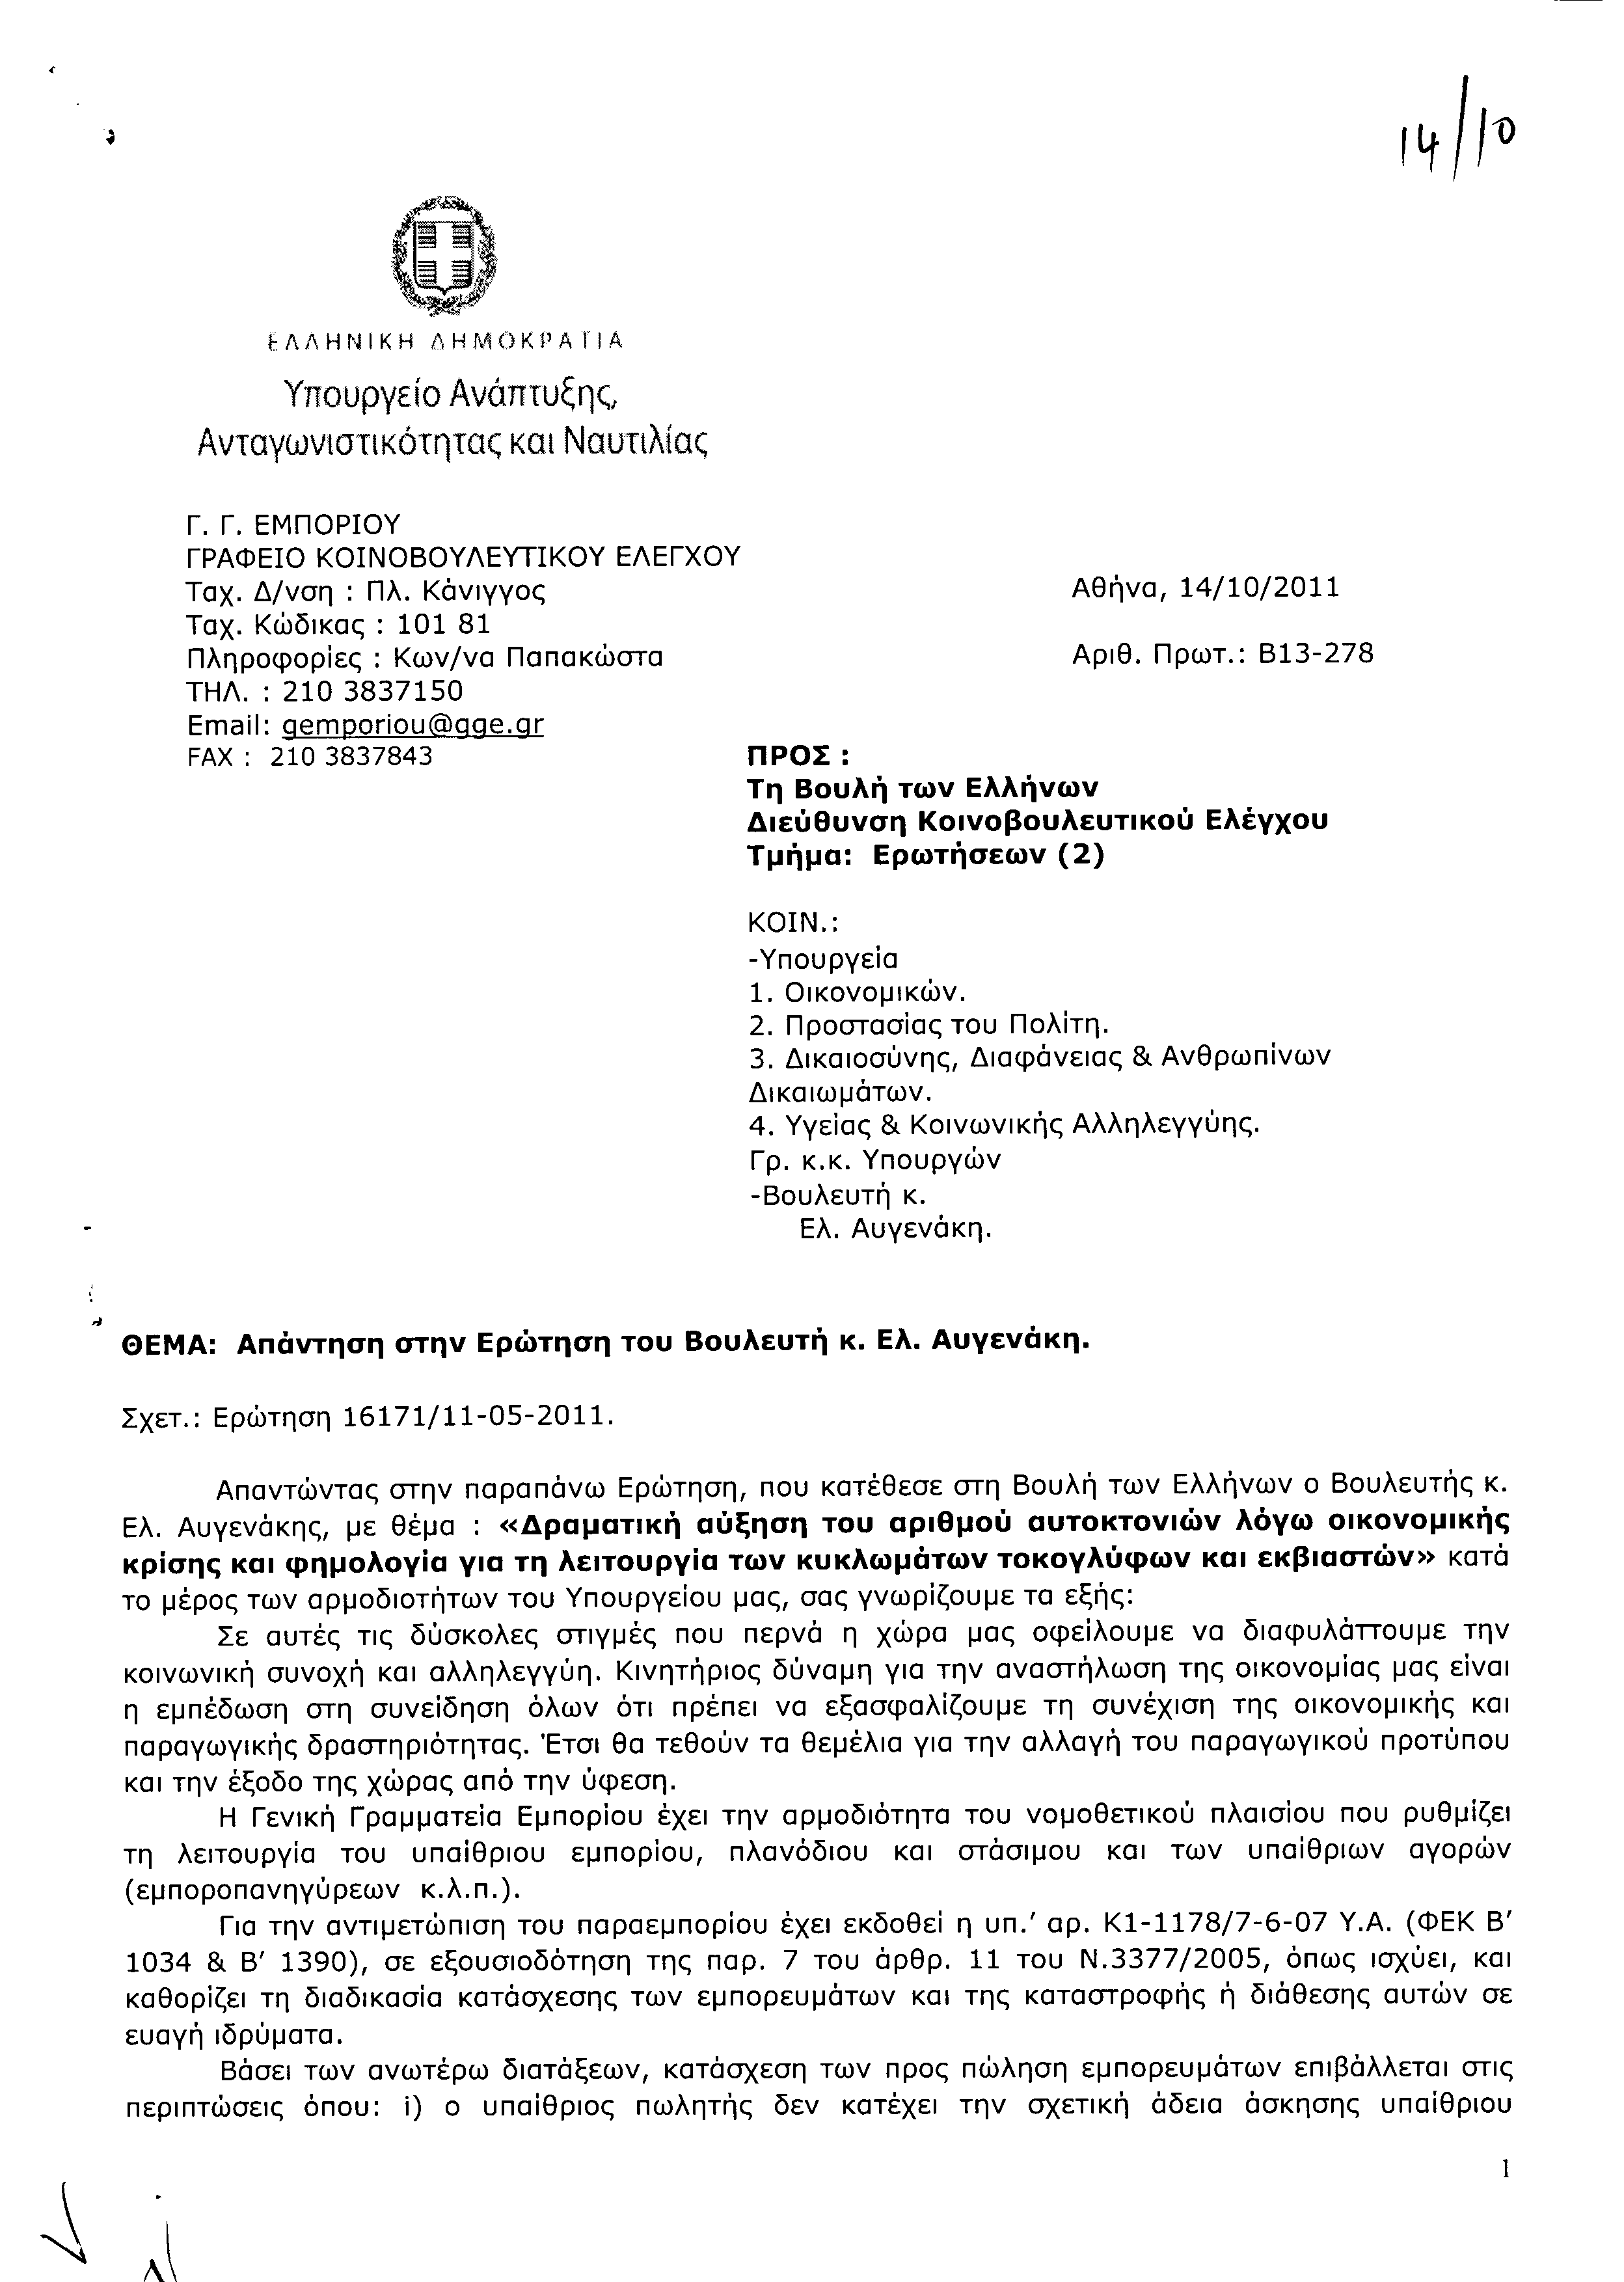 14/10
ΕΛΛΗΝΙΚΗ ΔΗΜΟΚΡΑΤΙΑ
Υπουργείο Ανάπτυξης,
Ανταγωνιστικότητας και Ναυτιλίας
Γ. Γ. ΕΜΠΟΡΙΟΥ
ΓΡΑΦΕΙΟ ΚΟΙΝΟΒΟΥΛΕΥΤΙΚΟΥ ΕΛΕΓΧΟΥ
Ταχ. Δ/νση : Πλ. Κάνιγγος
Ταχ. Κώδικας : 101 81
Πληροφορίες : Κων/να Παπακώστα
ΤΗΛ. : 210 3837150
Email: gemporiou@gge.gr
FAX : 210 3837843
Αθήνα, 14/10/2011
Αριθ. Πρωτ.: Β13-278
ΠΡΟΣ :
Τη Βουλή των Ελλήνων
Διεύθυνση Κοινοβουλευτικού Ελέγχου
Τμήμα: Ερωτήσεων (2)
ΚΟΙΝ.:
-Υπουργεία
1. Οικονομικών.
2. Προστασίας του Πολίτη.
3. Δικαιοσύνης, Διαφάνειας & Ανθρωπίνων
Δικαιωμάτων.
4. Υγείας & Κοινωνικής Αλληλεγγύης.
Γρ. κ.κ. Υπουργών
-Βουλευτή κ.
Ελ. Αυγενάκη.
ΘΕΜΑ: Απάντηση στην Ερώτηση του Βουλευτή κ. Ελ. Αυγενάκη.
Σχετ.: Ερώτηση 16171/11-05-2011.
Απαντώντας στην παραπάνω Ερώτηση, που κατέθεσε στη Βουλή των Ελλήνων ο Βουλευτής κ.
Ελ. Αυγενάκης, με θέμα : «Δραματική αύξηση του αριθμού αυτοκτονιών λόγω οικονομικής
κρίσης και φημολογία για τη λειτουργία των κυκλωμάτων τοκογλύφων και εκβιαστών» κατά
το μέρος των αρμοδιοτήτων του Υπουργείου μας, σας γνωρίζουμε τα εξής:
Σε αυτές τις δύσκολες στιγμές που περνά η χώρα μας οφείλουμε να διαφυλάττουμε την
κοινωνική συνοχή και αλληλεγγύη. Κινητήριος δύναμη για την αναστήλωση της οικονομίας μας είναι
η εμπέδωση στη συνείδηση όλων ότι πρέπει να εξασφαλίζουμε τη συνέχιση της οικονομικής και
παραγωγικής δραστηριότητας. Έτσι θα τεθούν τα θεμέλια για την αλλαγή του παραγωγικού προτύπου
και την έξοδο της χώρας από την ύφεση.
Η Γενική Γραμματεία Εμπορίου έχει την αρμοδιότητα του νομοθετικού πλαισίου που ρυθμίζει
τη λειτουργία του υπαίθριου εμπορίου, πλανόδιου και στάσιμου και των υπαίθριων αγορών
(εμποροπανηγύρεων κ.λ.π.).
Για την αντιμετώπιση του παραεμπορίου έχει εκδοθεί η υπ.' αρ. Κ1-1178/7-6-07 Υ.Α. (ΦΕΚ Β'
1034 & Β' 1390), σε εξουσιοδότηση της παρ. 7 του άρθρ. 11 του Ν.3377/2005, όπως ισχύει, και
καθορίζει τη διαδικασία κατάσχεσης των εμπορευμάτων και της καταστροφής ή διάθεσης αυτών σε
ευαγή ιδρύματα.
Βάσει των ανωτέρω διατάξεων, κατάσχεση των προς πώληση εμπορευμάτων επιβάλλεται στις
περιπτώσεις όπου: i) ο υπαίθριος πωλητής δεν κατέχει την σχετική άδεια άσκησης υπαίθριου
1